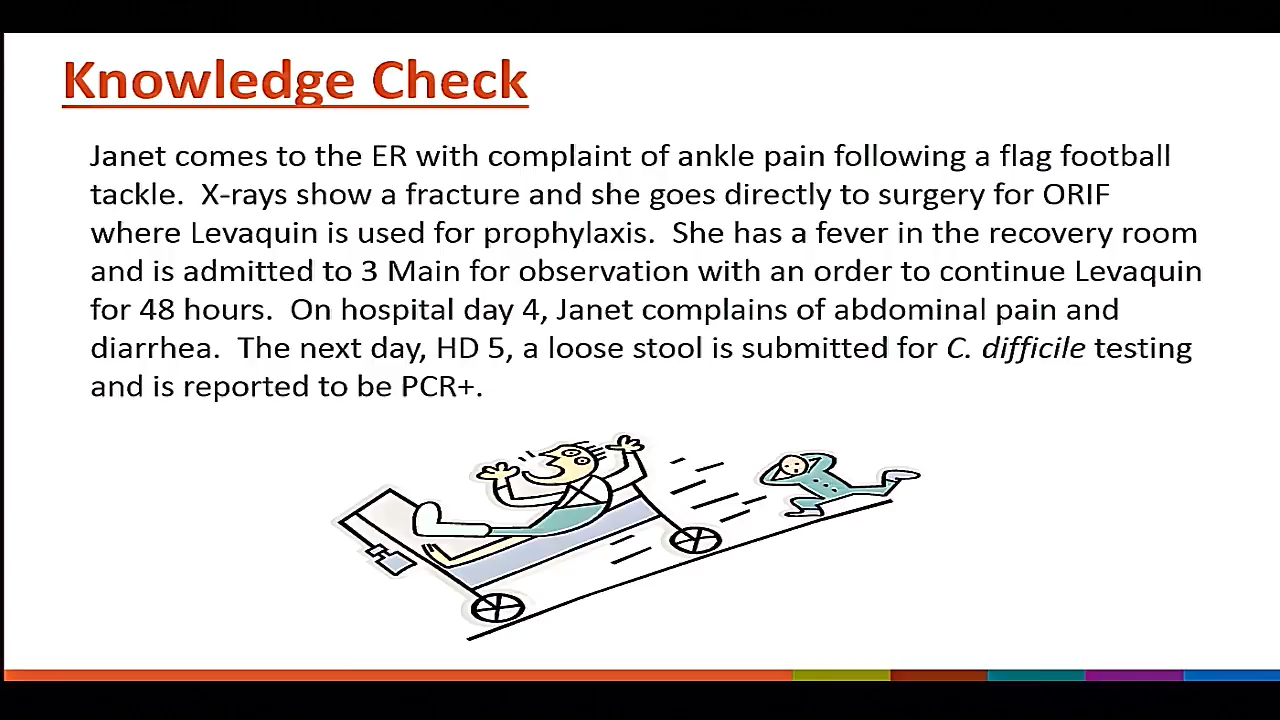 Knowledge Check
Janet comes to the ER with complaint of ankle pain following a flag football
tackle.  X-rays show a fracture and she goes directly to surgery for ORIF
where Levaquin is used for prophylaxis.  She has a fever in the recovery room
and is admitted to 3 Main for observation with an order to continue Levaquin
for 48 hours.  On hospital day 4, Janet complains of abdominal pain and
diarrhea.  The next day, HD 5, a loose stool is submitted for C. difficile testing
and is reported to be PCR+.